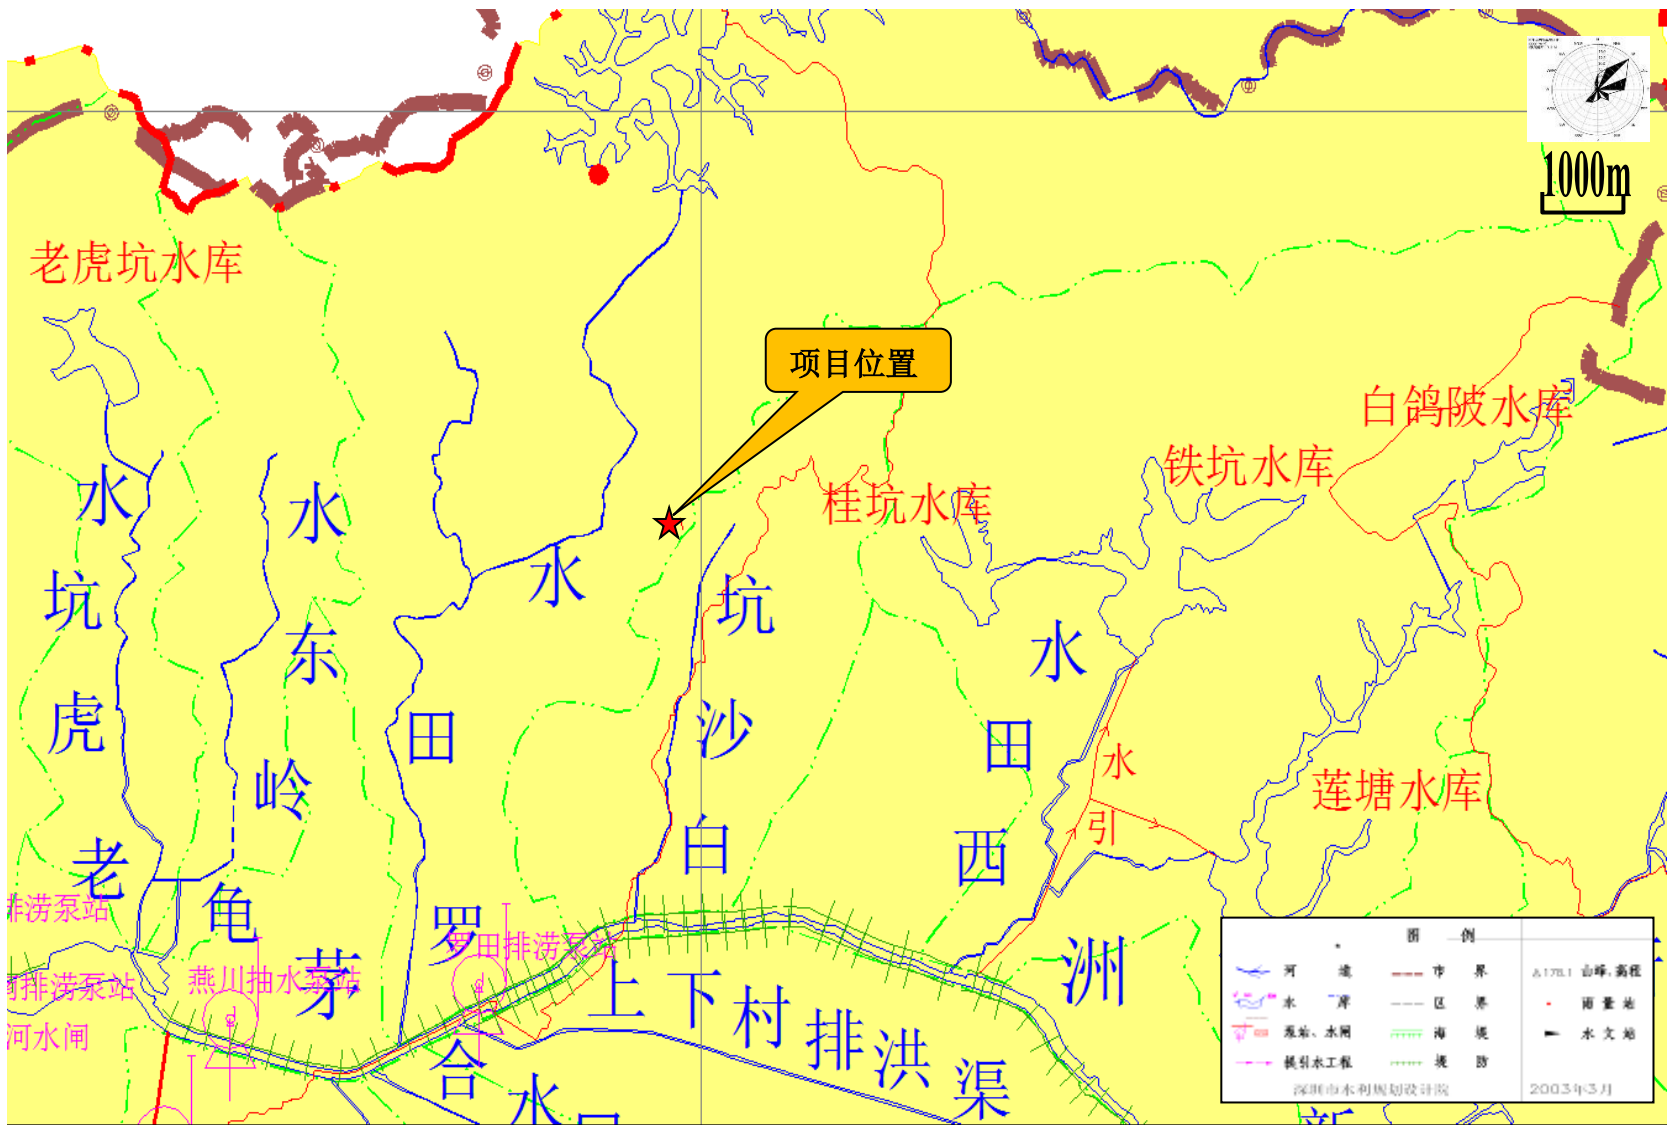 1000m
老虎坑水库
项目位置
白鸽陂水库
铁坑水库
桂坑水库
莲塘水库
水
坑
虎
老
水
东
岭
龟
水
田
罗
坑
沙
白
水
田
西
水
引
排涝泵站
排涝泵站
河水闸
燕川抽水泵站
罗田排涝泵站
茅
洲
上下村排洪渠
合
水
口
新
图 例
河 道
市 界
178.1 山峰、高程
水 库
区 界
雨量站
泵站、水闸
海 堤
水文站
提引水工程
堤 防
深圳市水利规划设计院
2003年3月